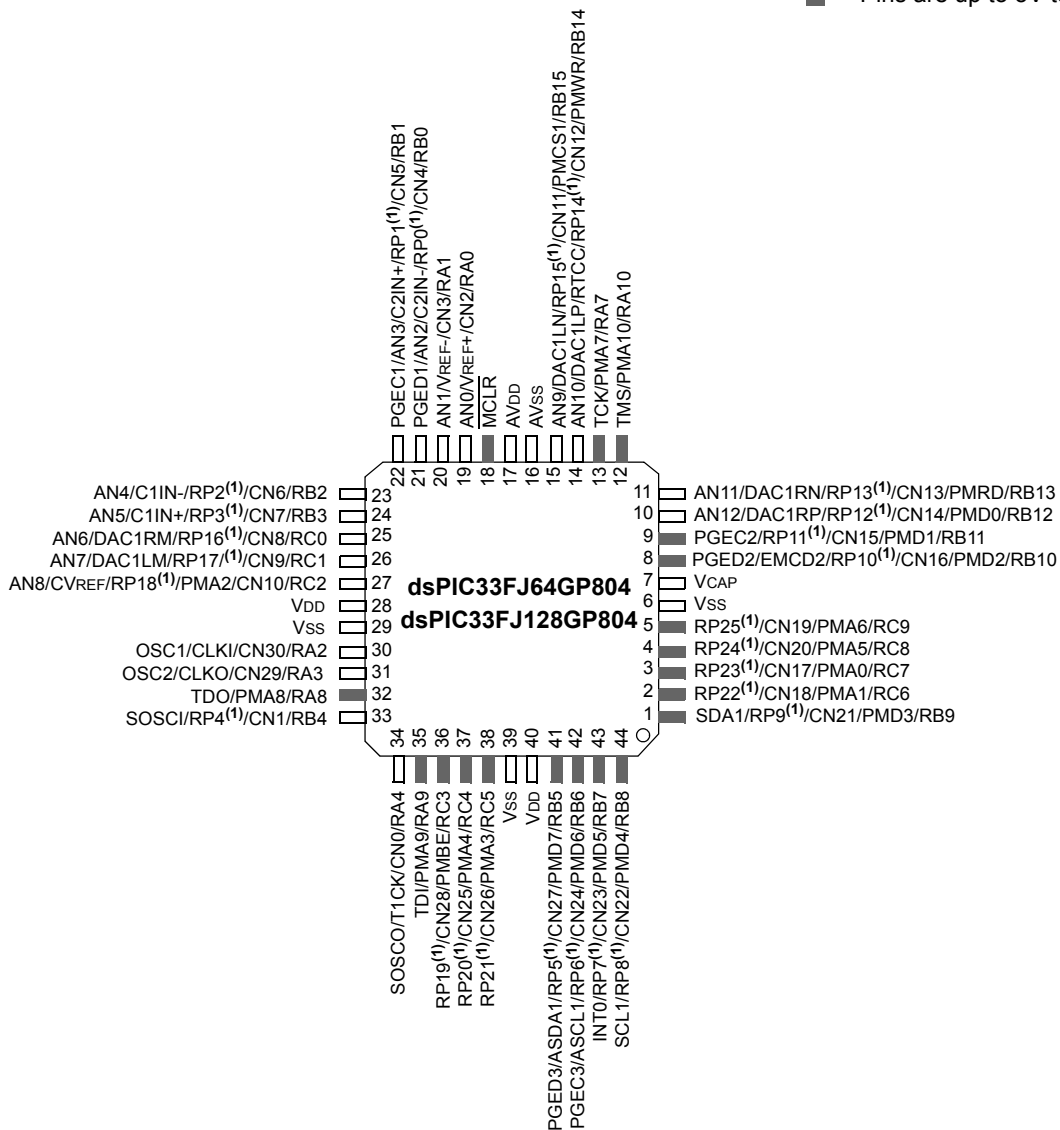 Pins are up to 5V t
PGEC1/AN3/C2IN+/RP1(1)/CN5/RB1
PGED1/AN2/C2IN-/RP0(1)/CN4/RB0
AN1/VREF-/CN3/RA1
AN0/VREF+/CN2/RA0
MCLR
AVDD
AVSS
AN9/DAC1LN/RP15(1)/CN11/PMCS1/RB15
AN10/DAC1LP/RTCC/RP14(1)/CN12/PMWR/RB14
TCK/PMA7/RA7
TMS/PMA10/RA10
22
21
20
19
18
17
16
15
14
13
12
AN4/C1IN-/RP2(1)/CN6/RB2 23
AN5/C1IN+/RP3(1)/CN7/RB3 24
AN6/DAC1RM/RP16(1)/CN8/RC0 25
AN7/DAC1LM/RP17/(1)/CN9/RC1 26
AN8/CVREF/RP18(1)/PMA2/CN10/RC2 27
VDD 28
VSS 29
OSC1/CLKI/CN30/RA2 30
OSC2/CLKO/CN29/RA3 31
TDO/PMA8/RA8 32
SOSCI/RP4(1)/CN1/RB4 33
dsPIC33FJ64GP804
dsPIC33FJ128GP804
11 AN11/DAC1RN/RP13(1)/CN13/PMRD/RB13
10 AN12/DAC1RP/RP12(1)/CN14/PMD0/RB12
9 PGEC2/RP11(1)/CN15/PMD1/RB11
8 PGED2/EMCD2/RP10(1)/CN16/PMD2/RB10
7 VCAP
6 VSS
5 RP25(1)/CN19/PMA6/RC9
4 RP24(1)/CN20/PMA5/RC8
3 RP23(1)/CN17/PMA0/RC7
2 RP22(1)/CN18/PMA1/RC6
1 SDA1/RP9(1)/CN21/PMD3/RB9
34
35
36
37
38
39
40
41
42
43
44
SOSCO/T1CK/CN0/RA4
TDI/PMA9/RA9
RP19(1)/CN28/PMBE/RC3
RP20(1)/CN25/PMA4/RC4
RP21(1)/CN26/PMA3/RC5
VSS
VDD
PGED3/ASDA1/RP5(1)/CN27/PMD7/RB5
PGEC3/ASCL1/RP6(1)/CN24/PMD6/RB6
INT0/RP7(1)/CN23/PMD5/RB7
SCL1/RP8(1)/CN22/PMD4/RB8